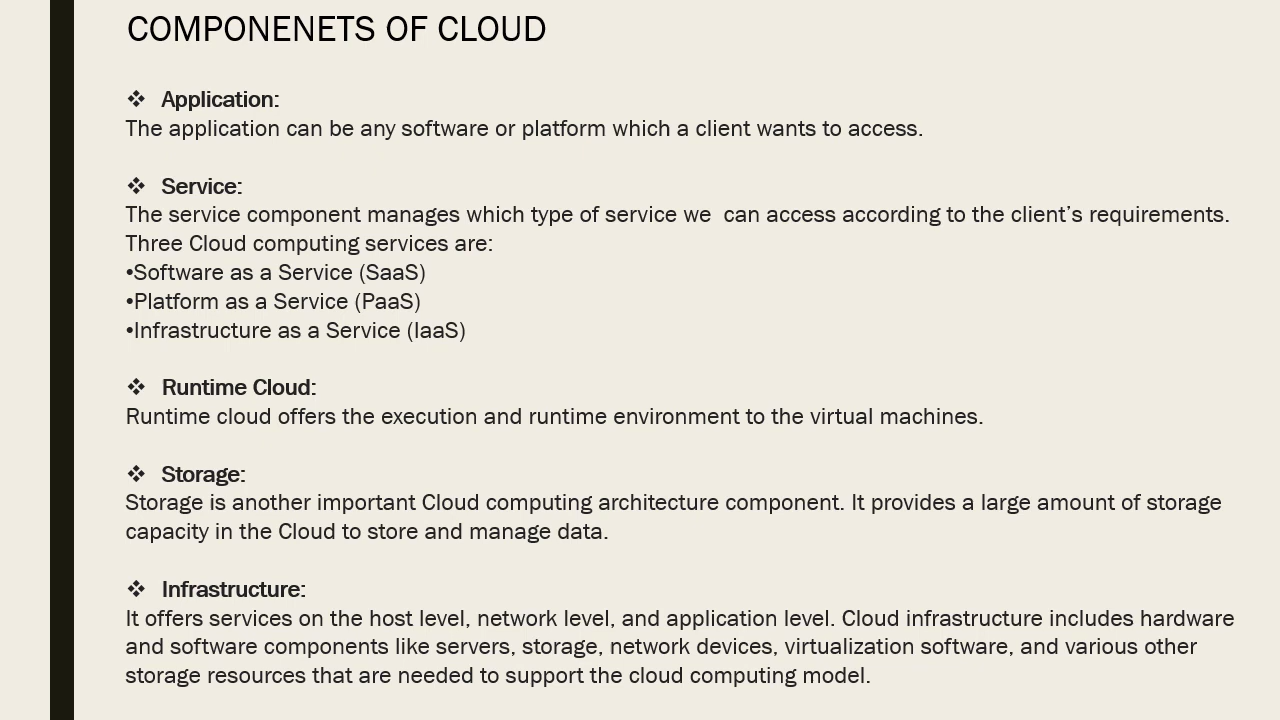 COMPONENETS OF CLOUD
❖ Application:
The application can be any software or platform which a client wants to access.
❖ Service:
The service component manages which type of service we  can access according to the client’s requirements.
Three Cloud computing services are:
•Software as a Service (SaaS)
•Platform as a Service (PaaS)
•Infrastructure as a Service (IaaS)
❖ Runtime Cloud:
Runtime cloud offers the execution and runtime environment to the virtual machines.
❖ Storage:
Storage is another important Cloud computing architecture component. It provides a large amount of storage
capacity in the Cloud to store and manage data.
❖ Infrastructure:
It offers services on the host level, network level, and application level. Cloud infrastructure includes hardware
and software components like servers, storage, network devices, virtualization software, and various other
storage resources that are needed to support the cloud computing model.